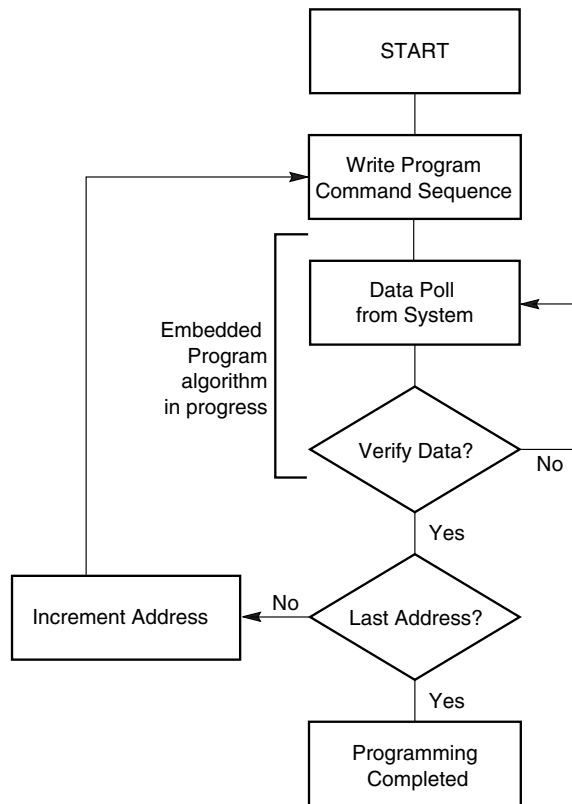 START
Write Program
Command Sequence
Data Poll
from System
Embedded
Program
algorithm
in progress
Verify Data?
No
Yes
Increment Address
No
Last Address?
Yes
Programming
Completed